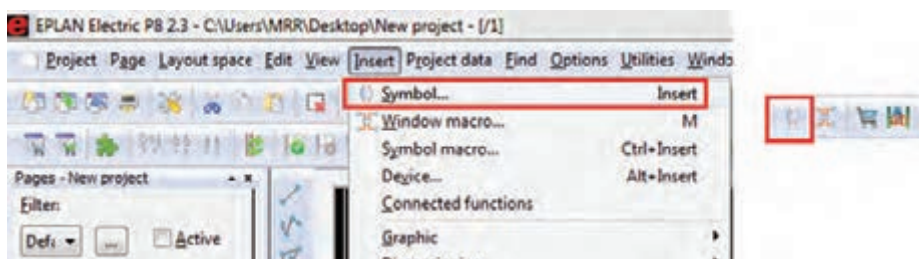 EPLAN Electric P8 2.3 - C:\Users\MRR\Desktop\New project - [/1]
Project Page Layout space Edit View Insert Project data Find Options Utilities
Symbol... Insert
Window macro... M
Symbol macro... Ctrl+Insert
Pages - New project
Device... Alt+Insert
Filter:
Connected functions
Active
Graphic